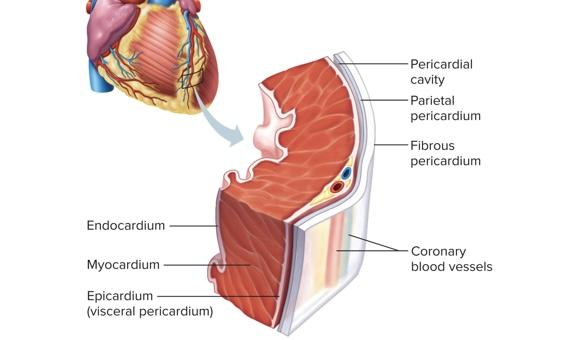 Pericardial
cavity
Parietal
pericardium
Fibrous
pericardium
Endocardium
Myocardium
Epicardium
(visceral pericardium)
Coronary
blood vessels